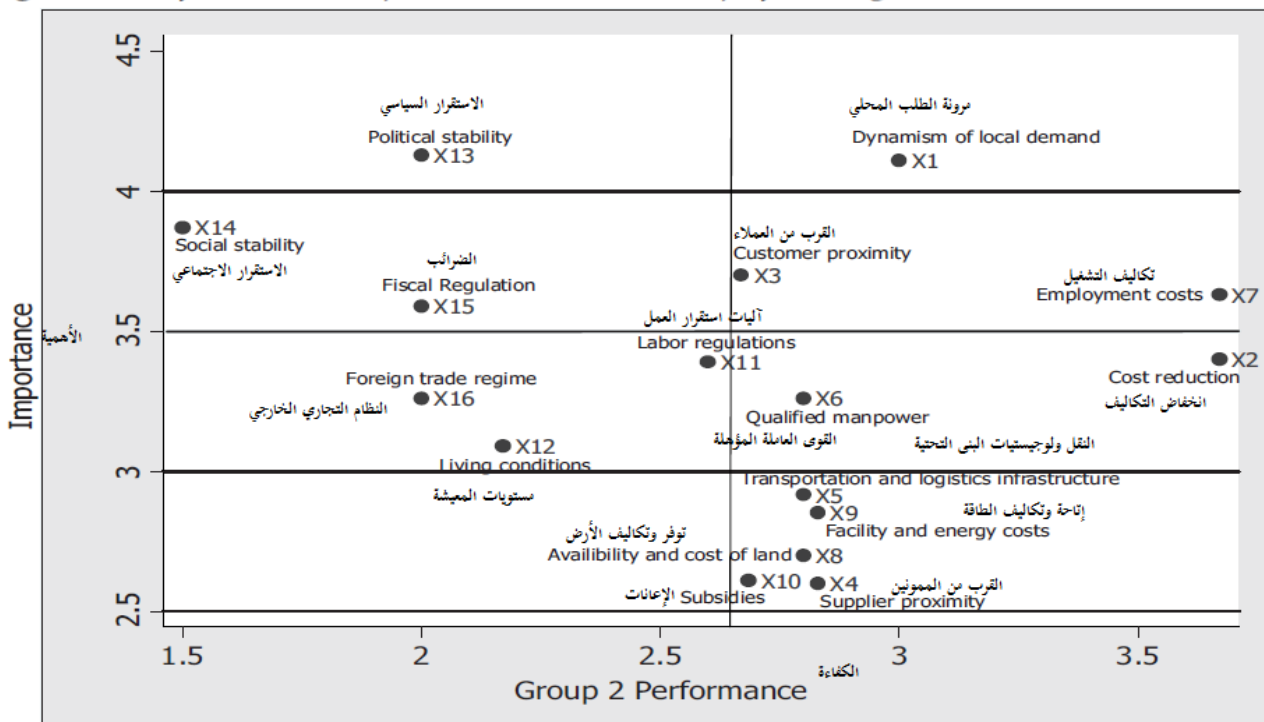 4.5
الاستقرار السياسي
مرونة الطلب المحلي
Political stability
Dynamism of local demand
X13
X1
4
X14
Social stability
الاستقرار الاجتماعي
الضرائب
Fiscal Regulation
X15
القرب من العملاء
Customer proximity
X3
تكاليف التشغيل
Employment costs X7
آليات استقرار العمل
3.5
Labor regulations
X11
X2
Cost reduction
انخفاض التكاليف
Importance
الأهمية
Foreign trade regime
X16
النظام التجاري الخارجي
X6
Qualified manpower
القوى العاملة المؤهلة
النقل ولوجيستيات البنى التحتية
X12
Living conditions
3
مستويات المعيشة
Transportation and logistics infrastructure
X5
X9
إتاحة وتكاليف الطاقة
Facility and energy costs
توفر وتكاليف الأرض
Availibility and cost of land X8
X10
الإعانات Subsidies
X4
القرب من الممونين
Supplier proximity
2.5
1.5 2 2.5 3 3.5
الكفاءة
Group 2 Performance